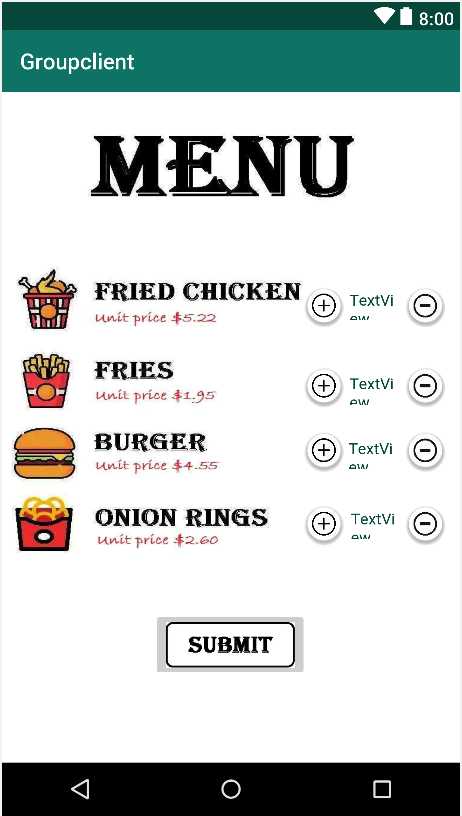 8:00
Groupclient
MENU
FRIED CHICKEN
Unit price $5.22
TextVi
ew
FRIES
Unit price $1.95
TextVi
ew
BURGER
Unit price $4.55
TextVi
ew
ONION RINGS
Unit price $2.60
TextVi
ew
SUBMIT